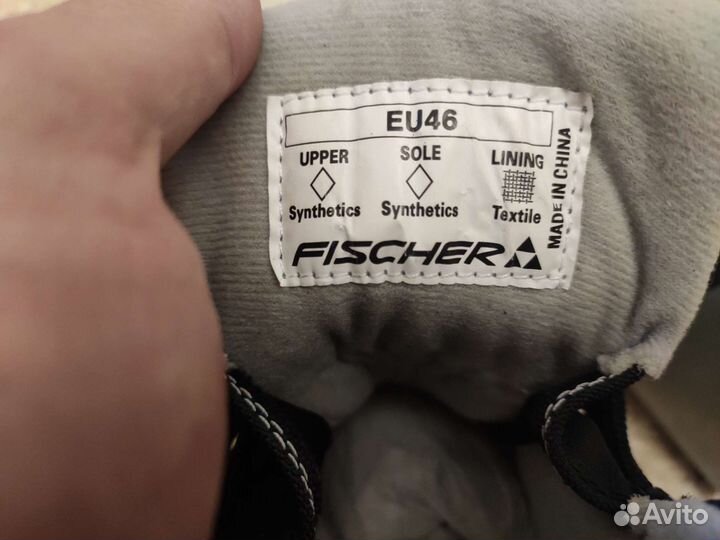 EU46
UPPER SOLE LINING
Synthetics Synthetics Textile
MADE IN CHINA
FISCHER
Avito